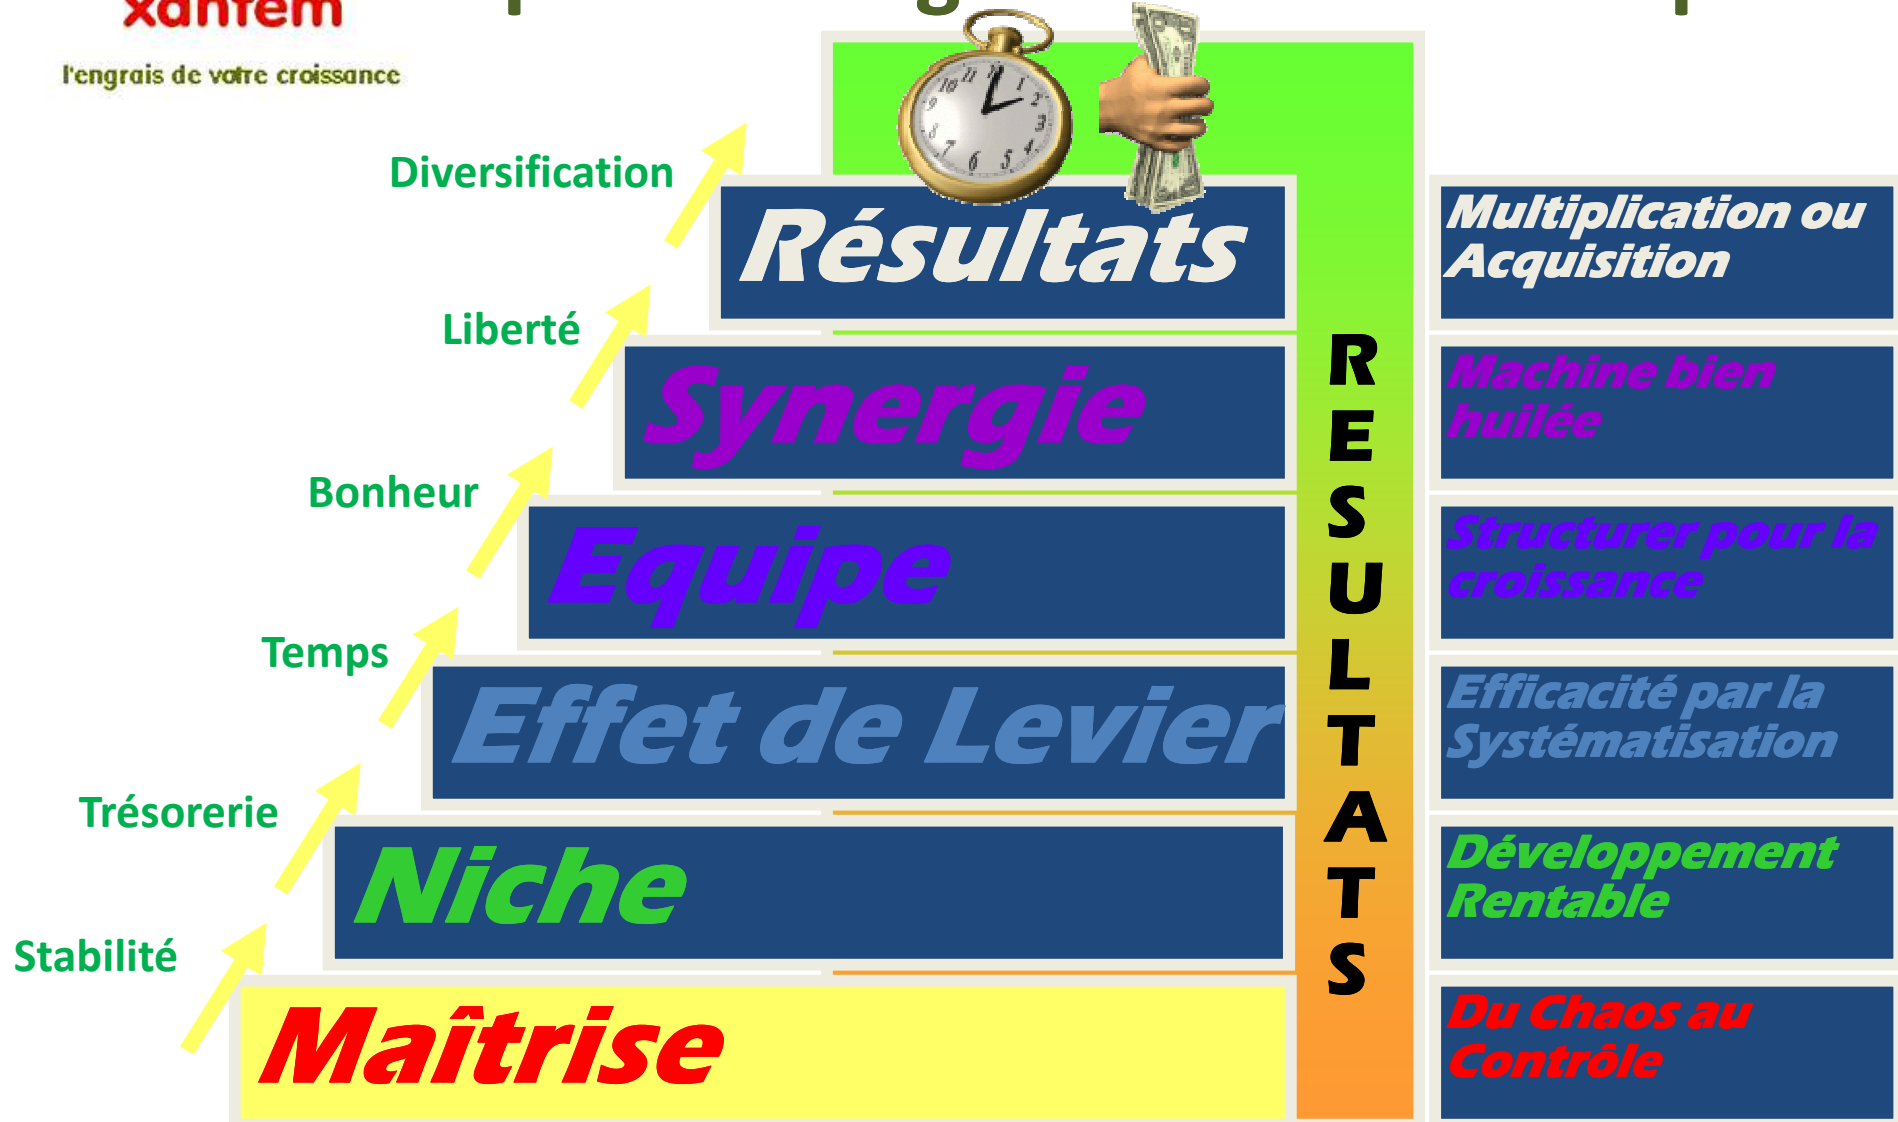 xantem
l'engrais de votre croissance
Diversification
Résultats
Multiplication ou
Acquisition
Liberté
Synergie
Machine bien
huilée
Bonheur
Equipe
Structurer pour la
croissance
Temps
Effet de Levier
Efficacité par la
Systématisation
Trésorerie
Niche
Développement
Rentable
Stabilité
Maîtrise
Du Chaos au
Contrôle
RESULTATS